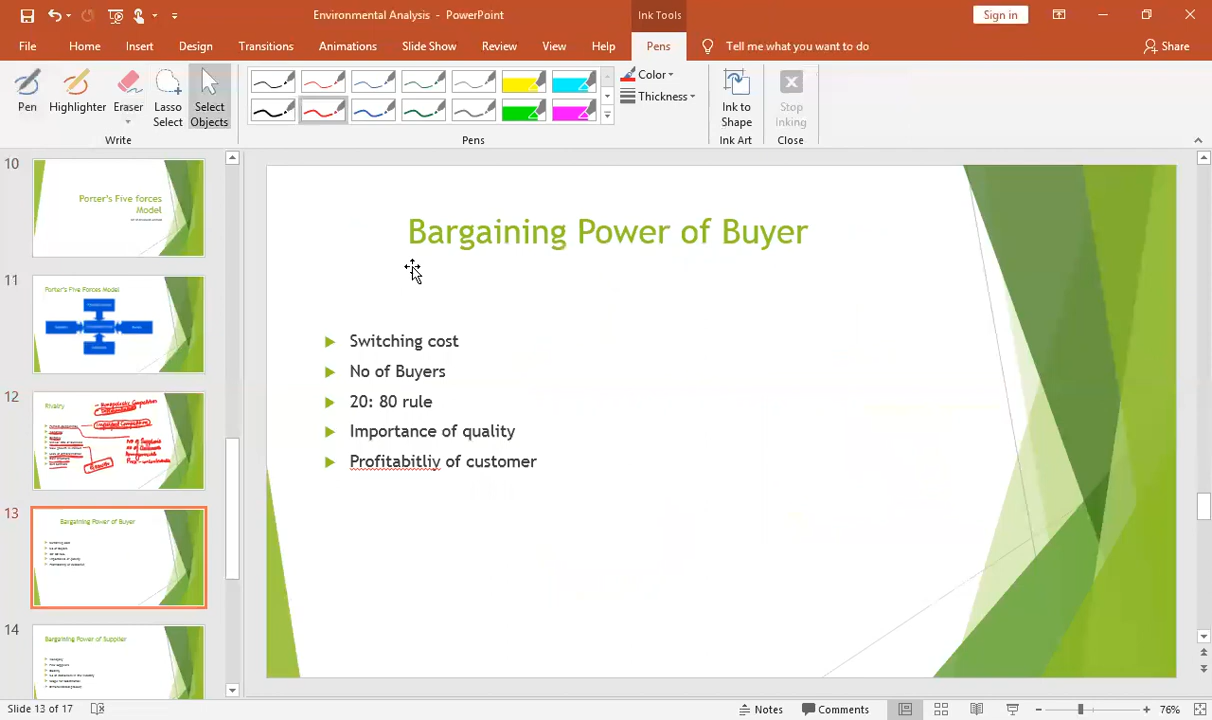 Environmental Analysis - PowerPoint
Ink Tools
Sign in
File
Home
Insert
Design
Transitions
Animations
Slide Show
Review
View
Help
Pens
Tell me what you want to do
Share
Pen
Highlighter
Eraser
Lasso
Select
Select
Objects
Color
Thickness
Ink to
Shape
Stop
Inking
Write
Pens
Ink Art
Close
10
Porter's Five forces
Model
11
Porter's Five Forces Model
12
Rivalry
13
Bargaining Power of Buyer
14
Bargaining Power of Supplier
Bargaining Power of Buyer
Switching cost
No of Buyers
20: 80 rule
Importance of quality
Profitabitliy of customer
Slide 13 of 17
Notes
Comments
76%